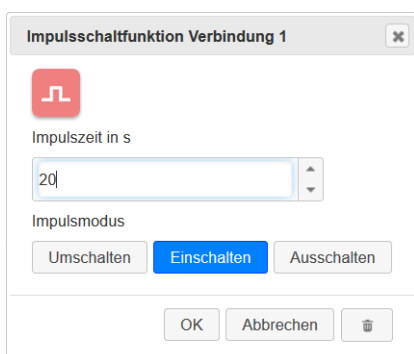 Impulsschaltfunktion Verbindung 1
Impulszeit in s
20
Impulsmodus
Umschalten Einschalten Ausschalten
OK Abbrechen